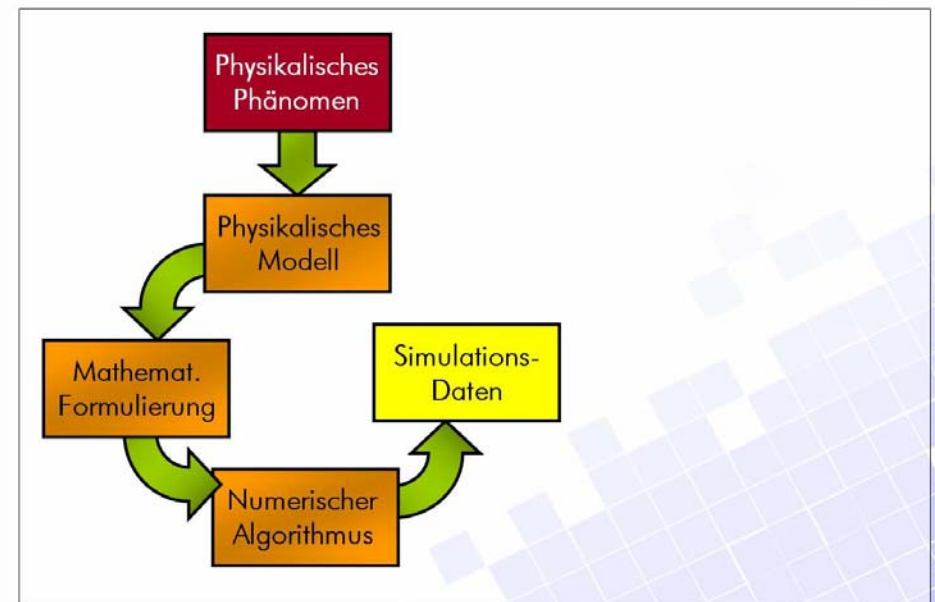 Physikalisches
Phänomen
Physikalisches
Modell
Mathemat.
Formulierung
Numerischer
Algorithmus
Simulations-
Daten